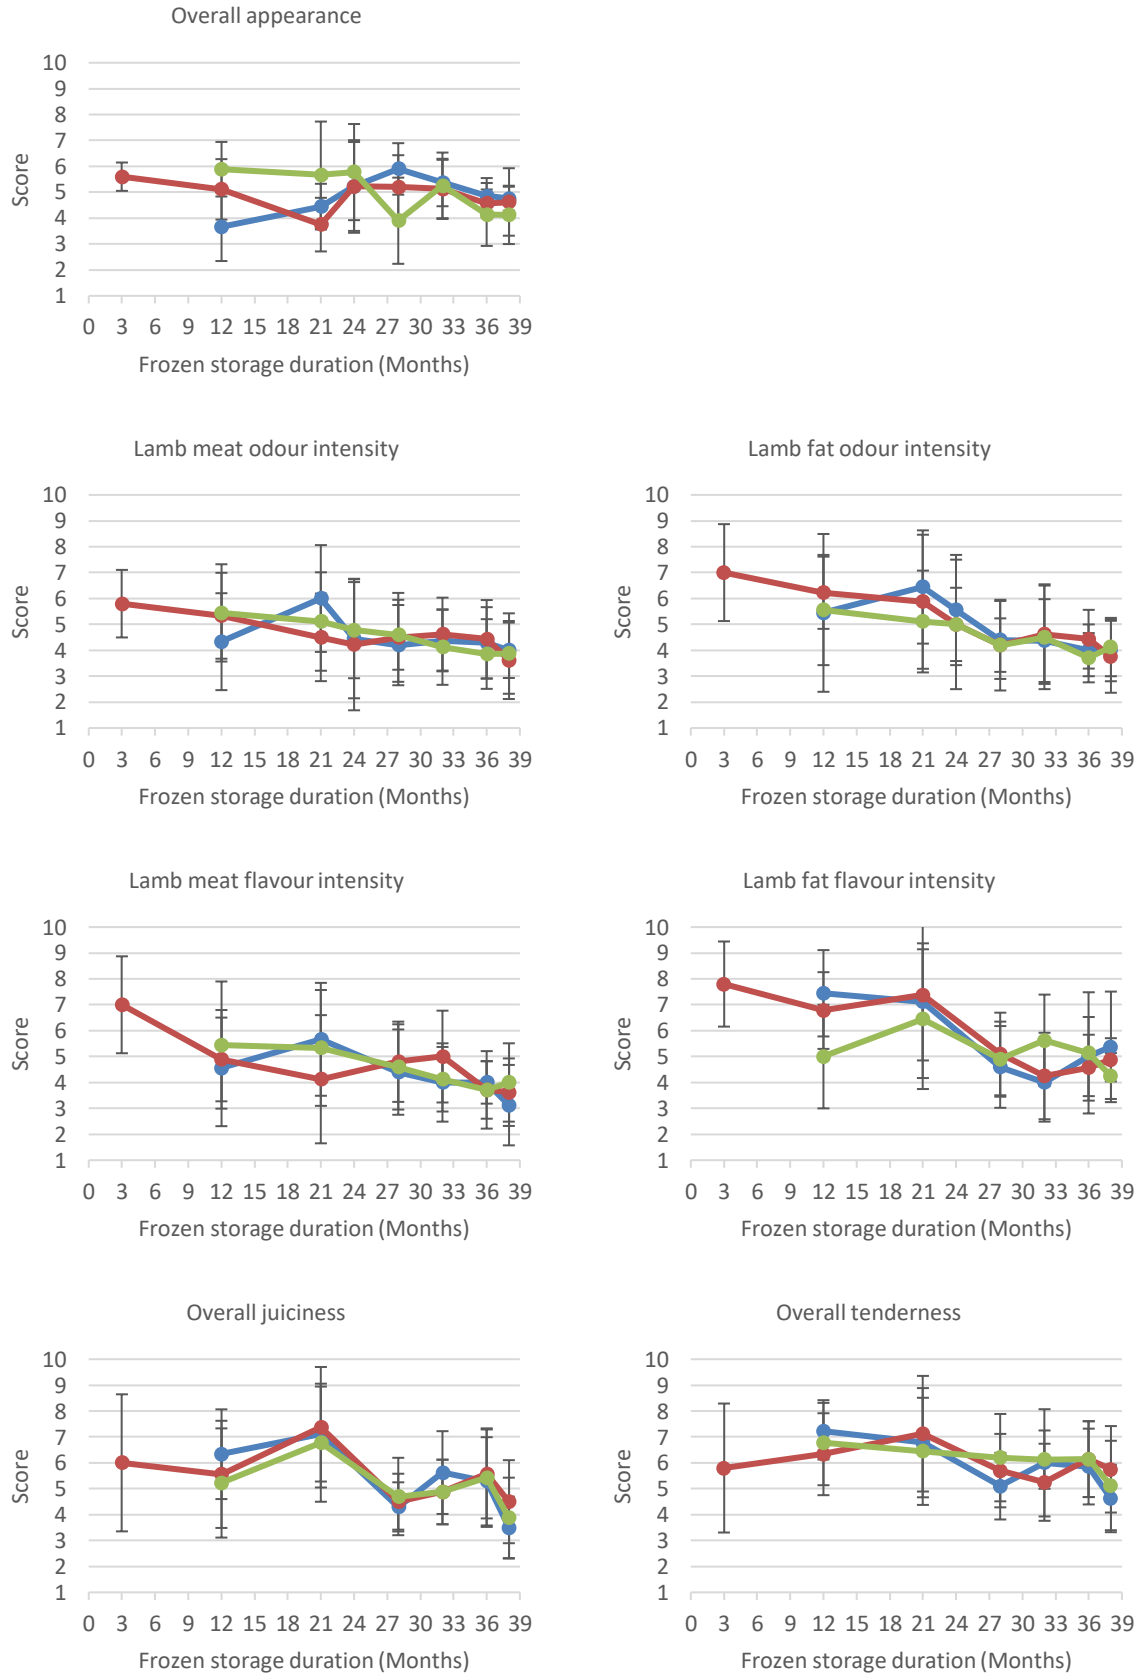 Overall appearance
10
9
8
7
6
5
4
3
2
1
Score
0 3 6 9 12 15 18 21 24 27 30 33 36 39
Frozen storage duration (Months)
Lamb meat odour intensity
10
9
8
7
6
5
4
3
2
1
Score
0 3 6 9 12 15 18 21 24 27 30 33 36 39
Frozen storage duration (Months)
Lamb fat odour intensity
10
9
8
7
6
5
4
3
2
1
Score
0 3 6 9 12 15 18 21 24 27 30 33 36 39
Frozen storage duration (Months)
Lamb meat flavour intensity
10
9
8
7
6
5
4
3
2
1
Score
0 3 6 9 12 15 18 21 24 27 30 33 36 39
Frozen storage duration (Months)
Lamb fat flavour intensity
10
9
8
7
6
5
4
3
2
1
Score
0 3 6 9 12 15 18 21 24 27 30 33 36 39
Frozen storage duration (Months)
Overall juiciness
10
9
8
7
6
5
4
3
2
1
Score
0 3 6 9 12 15 18 21 24 27 30 33 36 39
Frozen storage duration (Months)
Overall tenderness
10
9
8
7
6
5
4
3
2
1
Score
0 3 6 9 12 15 18 21 24 27 30 33 36 39
Frozen storage duration (Months)